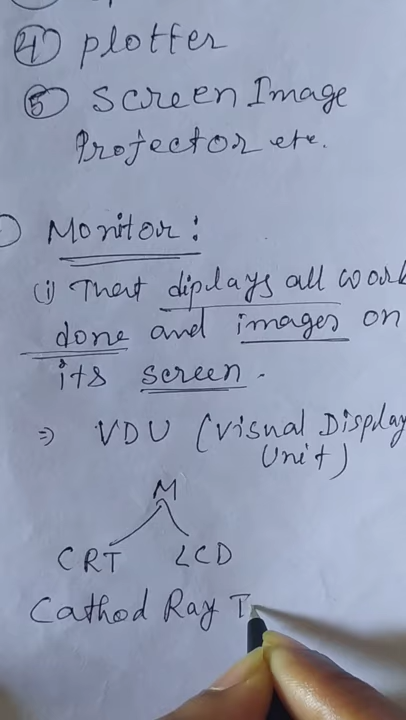 ④ plotter
⑤ Screen Image
Projector etc.
Monitor:
(i) That diplays all work
done and images on
its screen.
⇒ VDU (Visual Display
Unit)
M
CRT LCD
Cathod Ray T